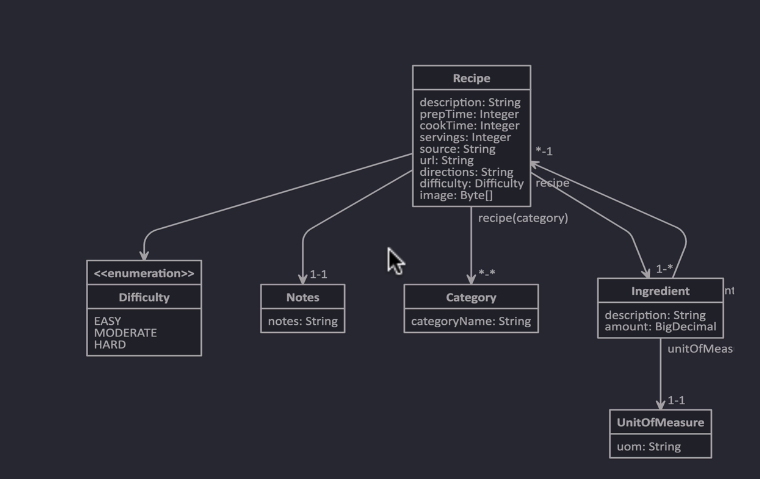 Recipe
description: String
prepTime: Integer
cookTime: Integer
servings: Integer
source: String
url: String
directions: String
difficulty: Difficulty
image: Byte[]
*-1
recipe
recipe(category)
<<enumeration>>
Difficulty
EASY
MODERATE
HARD
1-1
Notes
notes: String
*-*
Category
categoryName: String
1-*
Ingredient
nt
description: String
amount: BigDecimal
unitOfMeas
1-1
UnitOfMeasure
uom: String